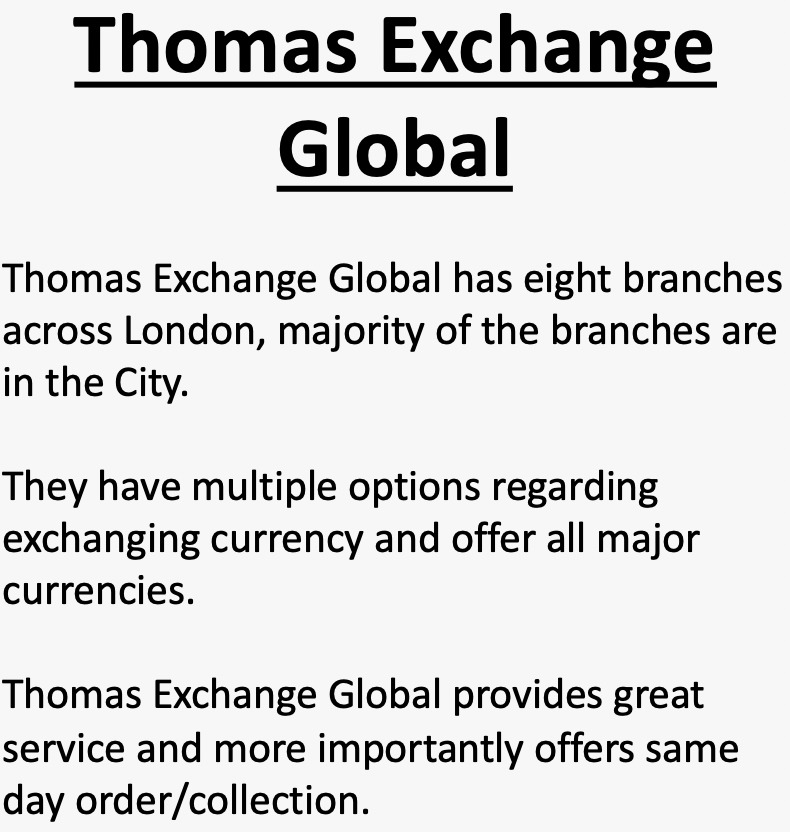 Thomas Exchange
Global
Thomas Exchange Global has eight branches
across London, majority of the branches are
in the City.
They have multiple options regarding
exchanging currency and offer all major
currencies.
Thomas Exchange Global provides great
service and more importantly offers same
day order/collection.